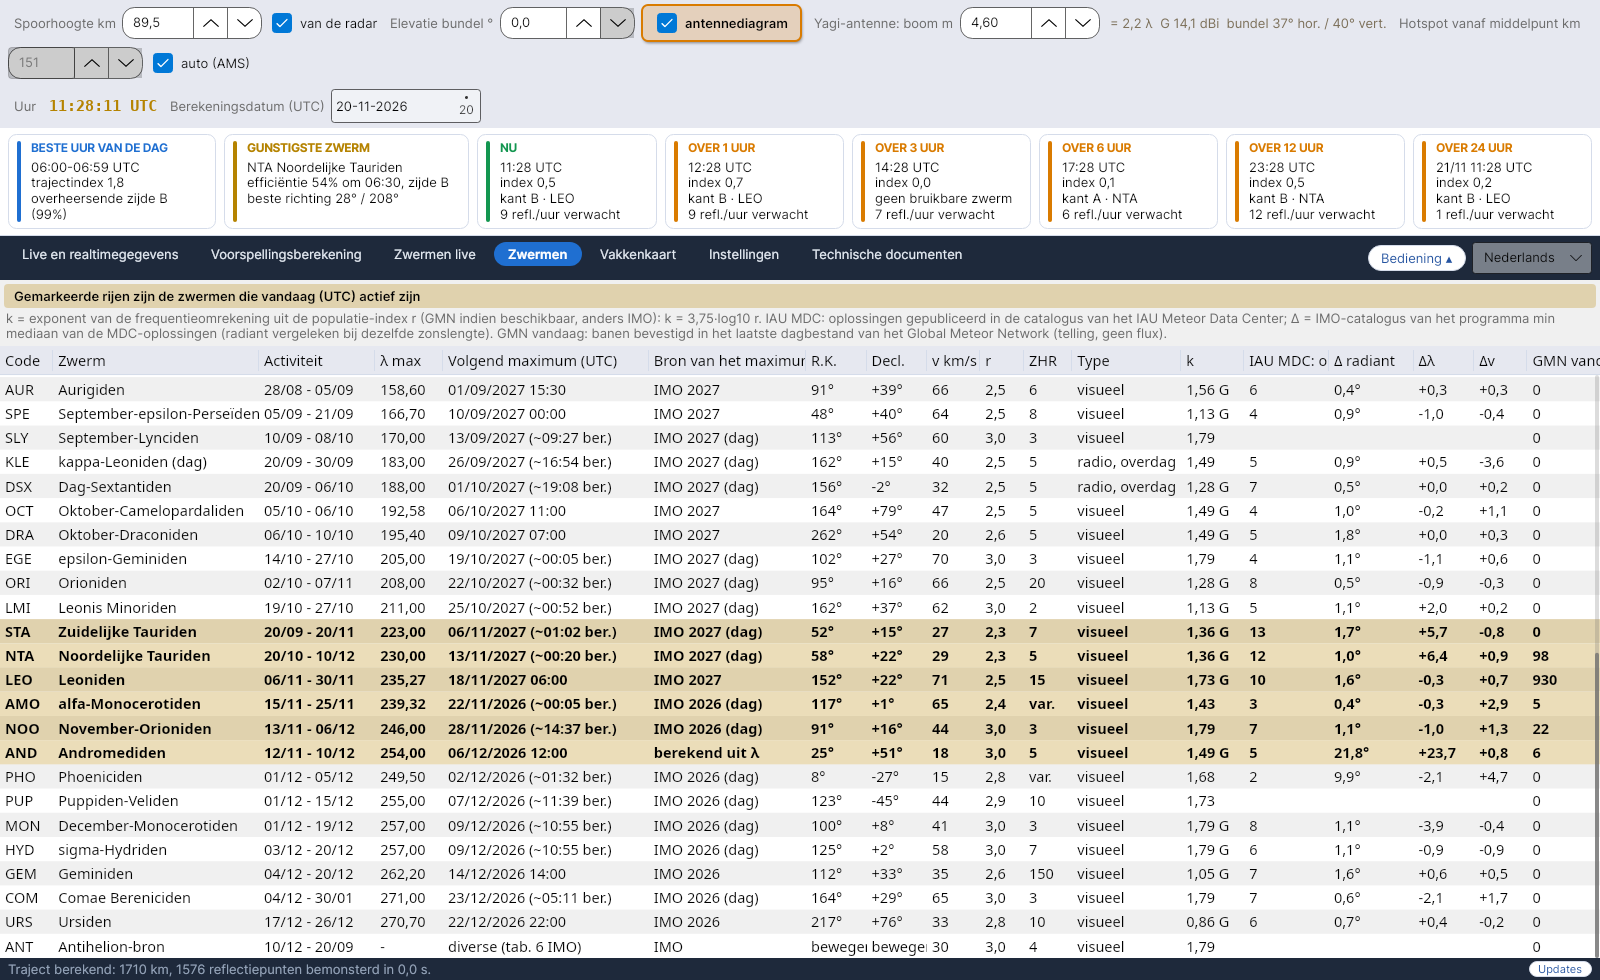 Spoorhoogte km 89,5 van de radar Elevatie bundel ° 0,0 antennediagram Yagi-antenne: boom m 4,60 = 2,2 λ G 14,1 dBi bundel 37° hor. / 40° vert. Hotspot vanaf middelpunt km
151 auto (AMS)
Uur 11:28:11 UTC Berekeningsdatum (UTC) 20-11-2026 20
BESTE UUR VAN DE DAG
06:00-06:59 UTC
trajectindex 1,8
overheersende zijde B
(99%)
GUNSTIGSTE ZWERM
NTA Noordelijke Tauriden
efficiëntie 54% om 06:30, zijde B
beste richting 28° / 208°
NU
11:28 UTC
index 0,5
kant B · LEO
9 refl./uur verwacht
OVER 1 UUR
12:28 UTC
index 0,7
kant B · LEO
9 refl./uur verwacht
OVER 3 UUR
14:28 UTC
index 0,0
geen bruikbare zwerm
7 refl./uur verwacht
OVER 6 UUR
17:28 UTC
index 0,1
kant A · NTA
6 refl./uur verwacht
OVER 12 UUR
23:28 UTC
index 0,5
kant B · NTA
12 refl./uur verwacht
OVER 24 UUR
21/11 11:28 UTC
index 0,2
kant B · LEO
1 refl./uur verwacht
Live en realtimegegevens Voorspellingsberekening Zwermen live Zwermen Vakkenkaart Instellingen Technische documenten Bediening ▴ Nederlands
Gemarkeerde rijen zijn de zwermen die vandaag (UTC) actief zijn
k = exponent van de frequentieomrekening uit de populatie-index r (GMN indien beschikbaar, anders IMO): k = 3,75·log10 r. IAU MDC: oplossingen gepubliceerd in de catalogus van het IAU Meteor Data Center; Δ = IMO-catalogus van het programma min
mediaan van de MDC-oplossingen (radiant vergeleken bij dezelfde zonslengte). GMN vandaag: banen bevestigd in het laatste dagbestand van het Global Meteor Network (telling, geen flux).
Code Zwerm Activiteit λ max Volgend maximum (UTC) Bron van het maximur R.K. Decl. v km/s r ZHR Type k IAU MDC: o Δ radiant Δλ Δv GMN vand
AUR Aurigiden 28/08 - 05/09 158,60 01/09/2027 15:30 IMO 2027 91° +39° 66 2,5 6 visueel 1,56 G 6 0,4° +0,3 +0,3 0
SPE September-epsilon-Perseïden 05/09 - 21/09 166,70 10/09/2027 00:00 IMO 2027 48° +40° 64 2,5 8 visueel 1,13 G 4 0,9° -1,0 -0,4 0
SLY September-Lynciden 10/09 - 08/10 170,00 13/09/2027 (~09:27 ber.) IMO 2027 (dag) 113° +56° 60 3,0 3 visueel 1,79 0
KLE kappa-Leoniden (dag) 20/09 - 30/09 183,00 26/09/2027 (~16:54 ber.) IMO 2027 (dag) 162° +15° 40 2,5 5 radio, overdag 1,49 5 0,9° +0,5 -3,6 0
DSX Dag-Sextantiden 20/09 - 06/10 188,00 01/10/2027 (~19:08 ber.) IMO 2027 (dag) 156° -2° 32 2,5 5 radio, overdag 1,28 G 7 0,5° +0,0 +0,2 0
OCT Oktober-Camelopardaliden 05/10 - 06/10 192,58 06/10/2027 11:00 IMO 2027 164° +79° 47 2,5 5 visueel 1,49 G 4 1,0° -0,2 +1,1 0
DRA Oktober-Draconiden 06/10 - 10/10 195,40 09/10/2027 07:00 IMO 2027 262° +54° 20 2,6 5 visueel 1,49 G 5 1,8° +0,0 +0,3 0
EGE epsilon-Geminiden 14/10 - 27/10 205,00 19/10/2027 (~00:05 ber.) IMO 2027 (dag) 102° +27° 70 3,0 3 visueel 1,79 4 1,1° -1,1 +0,6 0
ORI Orioniden 02/10 - 07/11 208,00 22/10/2027 (~00:32 ber.) IMO 2027 (dag) 95° +16° 66 2,5 20 visueel 1,28 G 8 0,5° -0,9 -0,3 0
LMI Leonis Minoriden 19/10 - 27/10 211,00 25/10/2027 (~00:52 ber.) IMO 2027 (dag) 162° +37° 62 3,0 2 visueel 1,13 G 5 1,1° +2,0 +0,2 0
STA Zuidelijke Tauriden 20/09 - 20/11 223,00 06/11/2027 (~01:02 ber.) IMO 2027 (dag) 52° +15° 27 2,3 7 visueel 1,36 G 13 1,7° +5,7 -0,8 0
NTA Noordelijke Tauriden 20/10 - 10/12 230,00 13/11/2027 (~00:20 ber.) IMO 2027 (dag) 58° +22° 29 2,3 5 visueel 1,36 G 12 1,0° +6,4 +0,9 98
LEO Leoniden 06/11 - 30/11 235,27 18/11/2027 06:00 IMO 2027 152° +22° 71 2,5 15 visueel 1,73 G 10 1,6° -0,3 +0,7 930
AMO alfa-Monocerotiden 15/11 - 25/11 239,32 22/11/2026 (~00:05 ber.) IMO 2026 (dag) 117° +1° 65 2,4 var. visueel 1,43 3 0,4° -0,3 +2,9 5
NOO November-Orioniden 13/11 - 06/12 246,00 28/11/2026 (~14:37 ber.) IMO 2026 (dag) 91° +16° 44 3,0 3 visueel 1,79 7 1,1° -1,0 +1,3 22
AND Andromediden 12/11 - 10/12 254,00 06/12/2026 12:00 berekend uit λ 25° +51° 18 3,0 5 visueel 1,49 G 5 21,8° +23,7 +0,8 6
PHO Phoeniciden 01/12 - 05/12 249,50 02/12/2026 (~01:32 ber.) IMO 2026 (dag) 8° -27° 15 2,8 var. visueel 1,68 2 9,9° -2,1 +4,7 0
PUP Puppiden-Veliden 01/12 - 15/12 255,00 07/12/2026 (~11:39 ber.) IMO 2026 (dag) 123° -45° 44 2,9 10 visueel 1,73 0
MON December-Monocerotiden 01/12 - 19/12 257,00 09/12/2026 (~10:55 ber.) IMO 2026 (dag) 100° +8° 41 3,0 3 visueel 1,79 G 8 1,1° -3,9 -0,4 0
HYD sigma-Hydriden 03/12 - 20/12 257,00 09/12/2026 (~10:55 ber.) IMO 2026 (dag) 125° +2° 58 3,0 7 visueel 1,79 G 6 1,1° -0,9 -0,9 0
GEM Geminiden 04/12 - 20/12 262,20 14/12/2026 14:00 IMO 2026 112° +33° 35 2,6 150 visueel 1,05 G 7 1,6° +0,6 +0,5 0
COM Comae Bereniciden 04/12 - 30/01 271,00 23/12/2026 (~05:11 ber.) IMO 2026 (dag) 164° +29° 65 3,0 3 visueel 1,79 7 0,6° -2,1 +1,7 0
URS Ursiden 17/12 - 26/12 270,70 22/12/2026 22:00 IMO 2026 217° +76° 33 2,8 10 visueel 0,86 G 6 0,7° +0,4 -0,2 0
ANT Antihelion-bron 10/12 - 20/09 - diverse (tab. 6 IMO) IMO beweger beweger 30 3,0 4 visueel 1,79 0
Traject berekend: 1710 km, 1576 reflectiepunten bemonsterd in 0,0 s. Updates